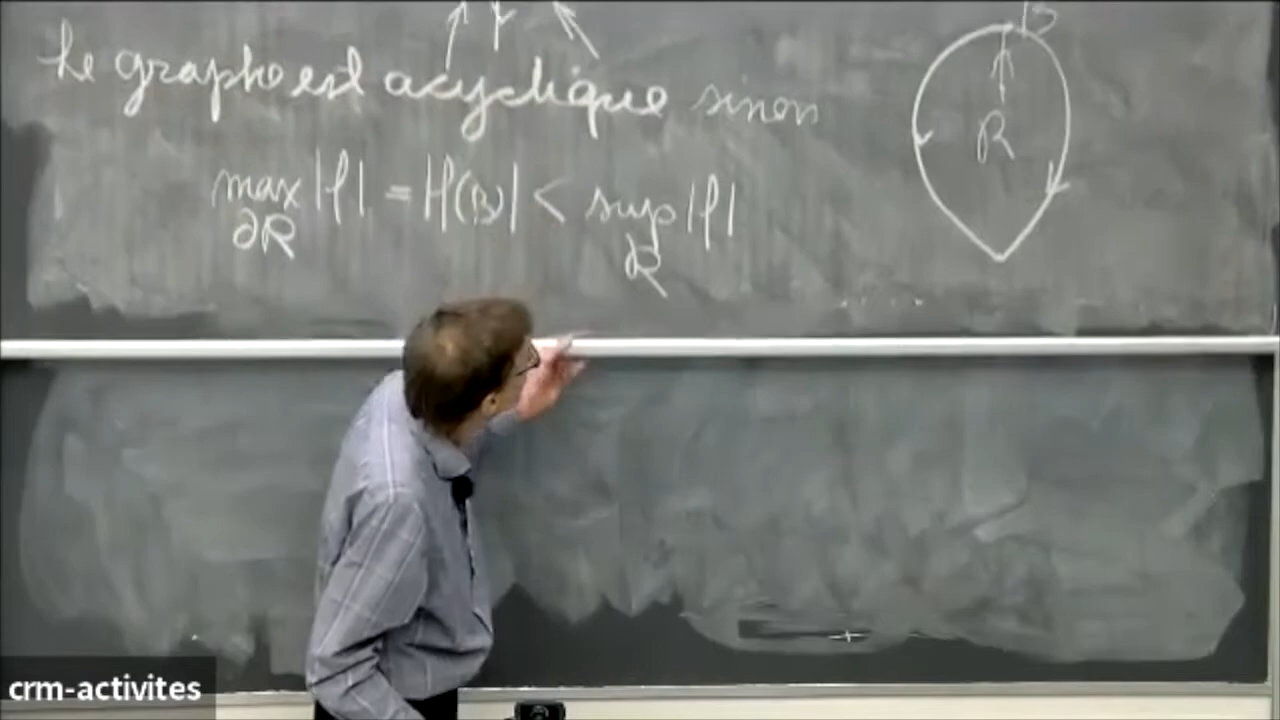 Le graphe est acyclique sinon
max |f| = |f(B)| < sup |f|
∂R R
B
R
crm-activites